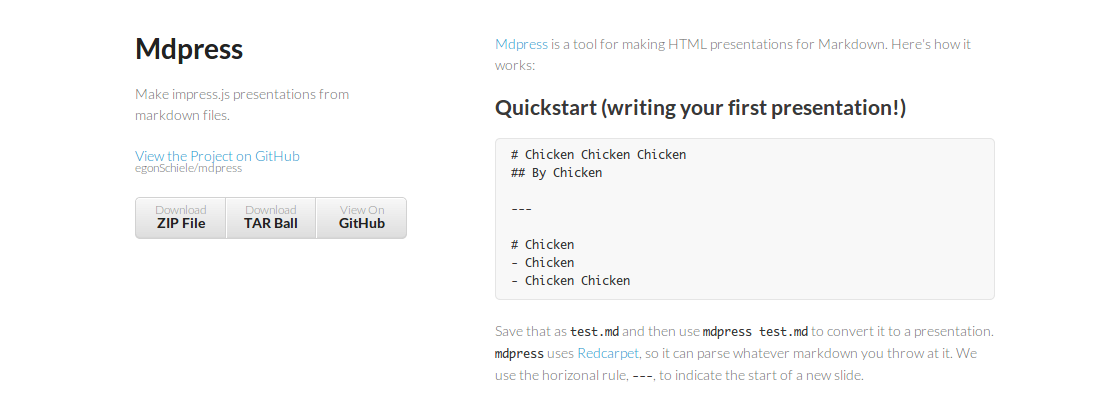 Mdpress
Make impress.js presentations from
markdown files.
View the Project on GitHub
egonSchiele/mdpress
Download
ZIP File
Download
TAR Ball
View On
GitHub
Mdpress is a tool for making HTML presentations for Markdown. Here's how it
works:
Quickstart (writing your first presentation!)
# Chicken Chicken Chicken
## By Chicken
---
# Chicken
- Chicken
- Chicken Chicken
Save that as test.md and then use mdpress test.md to convert it to a presentation.
mdpress uses Redcarpet, so it can parse whatever markdown you throw at it. We
use the horizonal rule, ---, to indicate the start of a new slide.